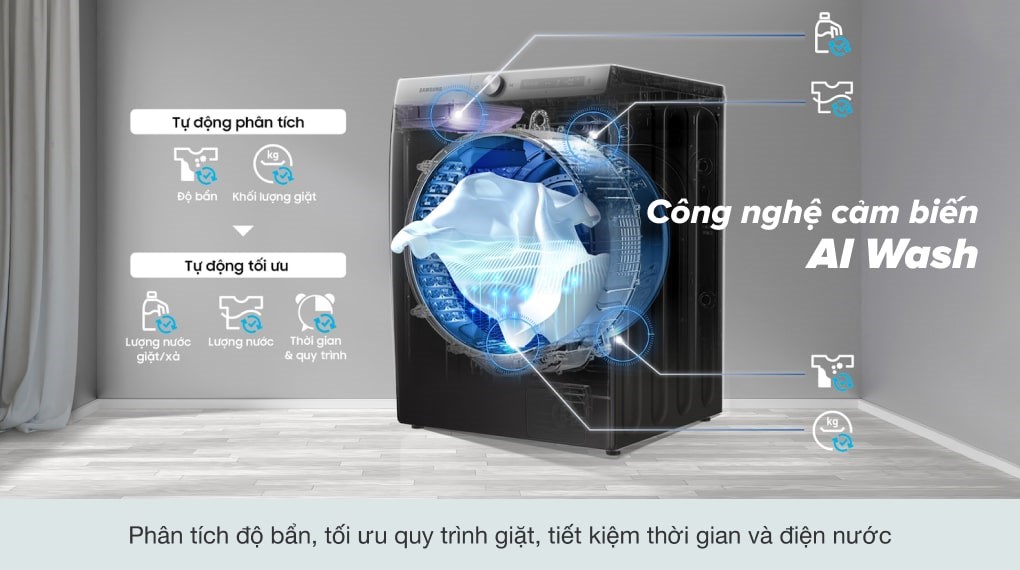 SAMSUNG
Tự động phân tích
kg
Độ bẩn
Khối lượng giặt
Tự động tối ưu
Lượng nước
giặt/xả
Lượng nước
Thời gian
& quy trình
Công nghệ cảm biến
AI Wash
kg
Phân tích độ bẩn, tối ưu quy trình giặt, tiết kiệm thời gian và điện nước